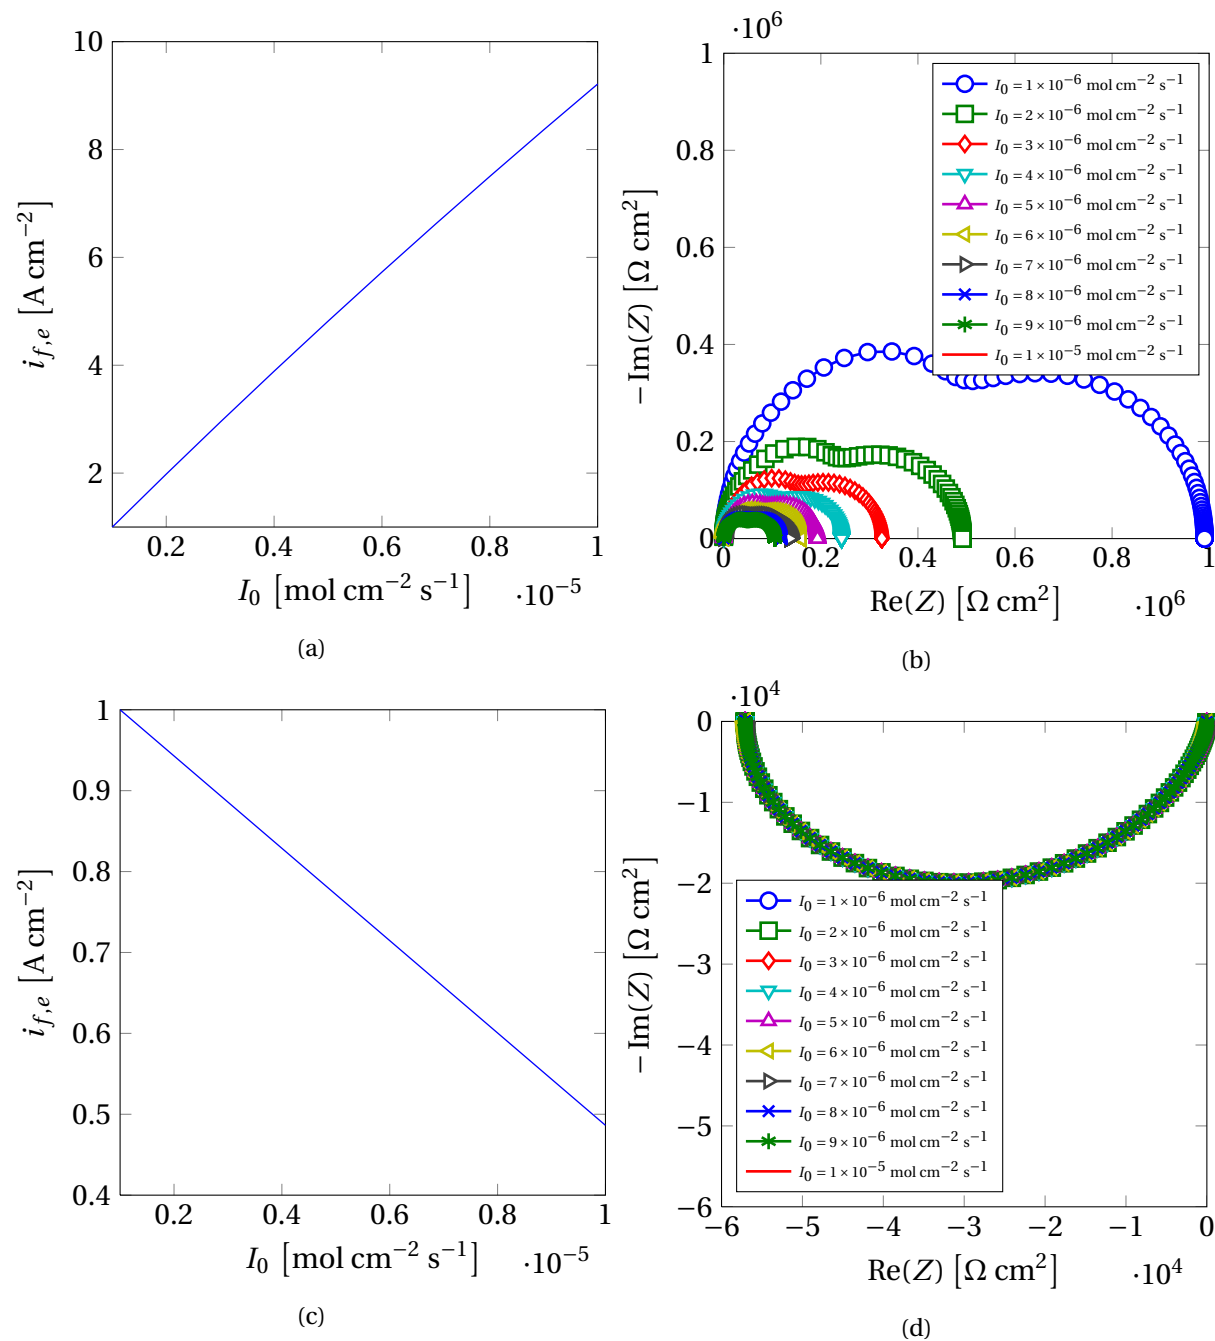 10
8
6
4
2
0.2 0.4 0.6 0.8 1
i_{f,e} [A cm^{−2}]
I_0 [mol cm^{−2} s^{−1}] ·10^{−5}
(a)
·10^6
1
0.8
0.6
0.4
0.2
0
0 0.2 0.4 0.6 0.8 1
−Im(Z) [Ω cm^2]
Re(Z) [Ω cm^2] ·10^6
I_0 = 1 × 10^{−6} mol cm^{−2} s^{−1}
I_0 = 2 × 10^{−6} mol cm^{−2} s^{−1}
I_0 = 3 × 10^{−6} mol cm^{−2} s^{−1}
I_0 = 4 × 10^{−6} mol cm^{−2} s^{−1}
I_0 = 5 × 10^{−6} mol cm^{−2} s^{−1}
I_0 = 6 × 10^{−6} mol cm^{−2} s^{−1}
I_0 = 7 × 10^{−6} mol cm^{−2} s^{−1}
I_0 = 8 × 10^{−6} mol cm^{−2} s^{−1}
I_0 = 9 × 10^{−6} mol cm^{−2} s^{−1}
I_0 = 1 × 10^{−5} mol cm^{−2} s^{−1}
(b)
1
0.9
0.8
0.7
0.6
0.5
0.4
0.2 0.4 0.6 0.8 1
i_{f,e} [A cm^{−2}]
I_0 [mol cm^{−2} s^{−1}] ·10^{−5}
(c)
·10^4
0
−1
−2
−3
−4
−5
−6
−6 −5 −4 −3 −2 −1 0
−Im(Z) [Ω cm^2]
Re(Z) [Ω cm^2] ·10^4
I_0 = 1 × 10^{−6} mol cm^{−2} s^{−1}
I_0 = 2 × 10^{−6} mol cm^{−2} s^{−1}
I_0 = 3 × 10^{−6} mol cm^{−2} s^{−1}
I_0 = 4 × 10^{−6} mol cm^{−2} s^{−1}
I_0 = 5 × 10^{−6} mol cm^{−2} s^{−1}
I_0 = 6 × 10^{−6} mol cm^{−2} s^{−1}
I_0 = 7 × 10^{−6} mol cm^{−2} s^{−1}
I_0 = 8 × 10^{−6} mol cm^{−2} s^{−1}
I_0 = 9 × 10^{−6} mol cm^{−2} s^{−1}
I_0 = 1 × 10^{−5} mol cm^{−2} s^{−1}
(d)